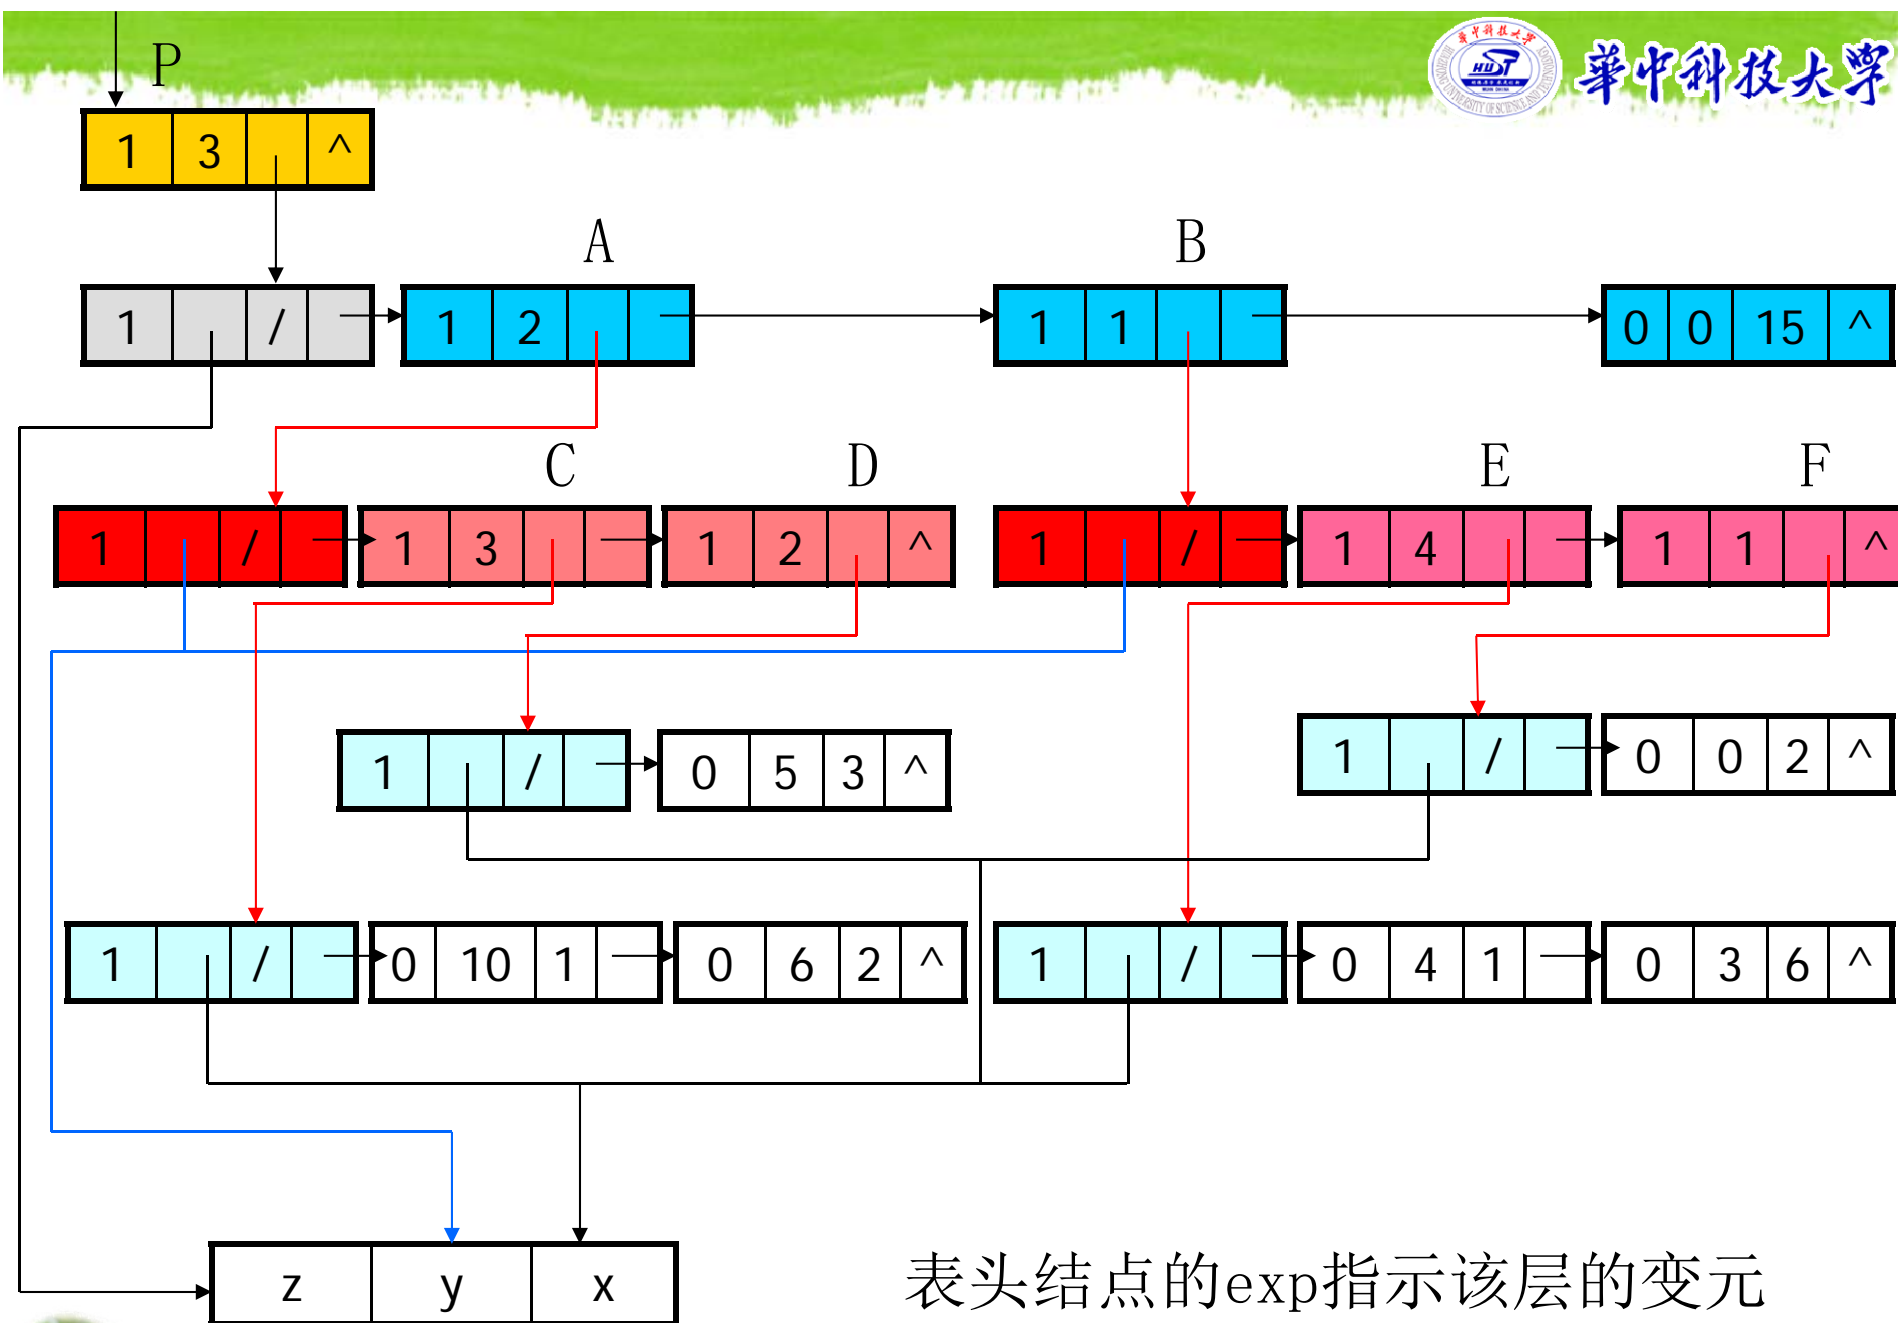 P
華中科技大学
HUST
1 3 ^
A B
1 / 1 2 1 1 0 0 15 ^
C D E F
1 / 1 3 1 2 ^ 1 / 1 4 1 1 ^
1 / 0 5 3 ^ 1 / 0 0 2 ^
1 / 0 10 1 0 6 2 ^ 1 / 0 4 1 0 3 6 ^
z y x
表头结点的exp指示该层的变元